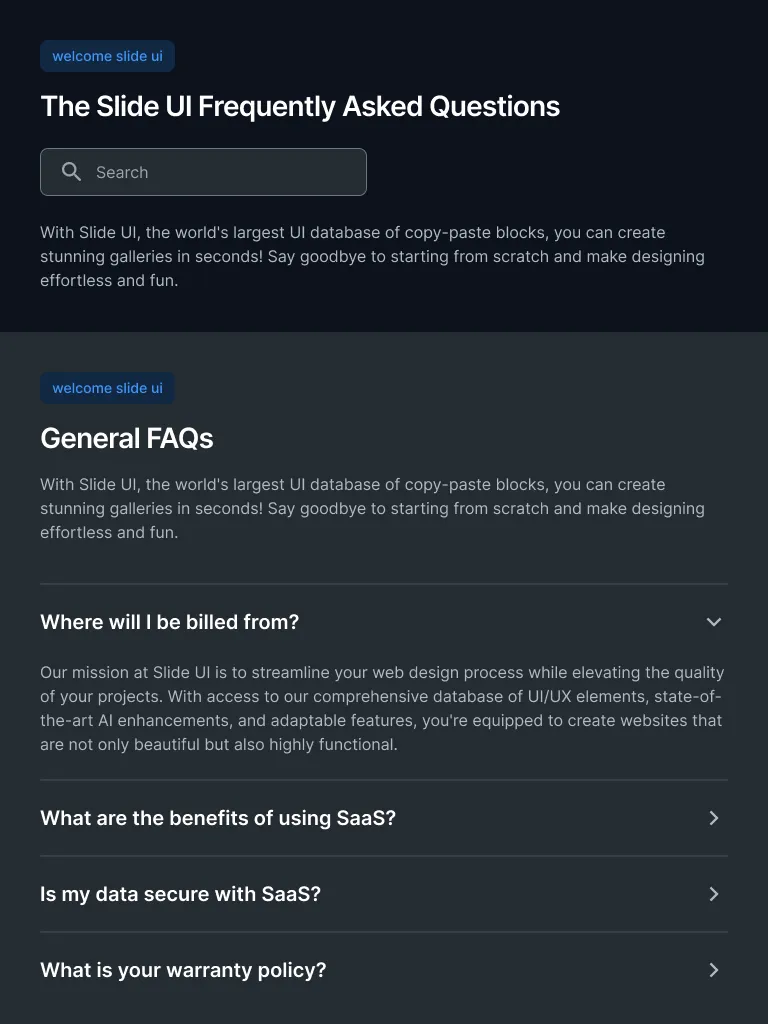 welcome slide ui
The Slide UI Frequently Asked Questions
Search
With Slide UI, the world's largest UI database of copy-paste blocks, you can create
stunning galleries in seconds! Say goodbye to starting from scratch and make designing
effortless and fun.
welcome slide ui
General FAQs
With Slide UI, the world's largest UI database of copy-paste blocks, you can create
stunning galleries in seconds! Say goodbye to starting from scratch and make designing
effortless and fun.
Where will I be billed from?
Our mission at Slide UI is to streamline your web design process while elevating the quality
of your projects. With access to our comprehensive database of UI/UX elements, state-of-
the-art AI enhancements, and adaptable features, you're equipped to create websites that
are not only beautiful but also highly functional.
What are the benefits of using SaaS?
Is my data secure with SaaS?
What is your warranty policy?